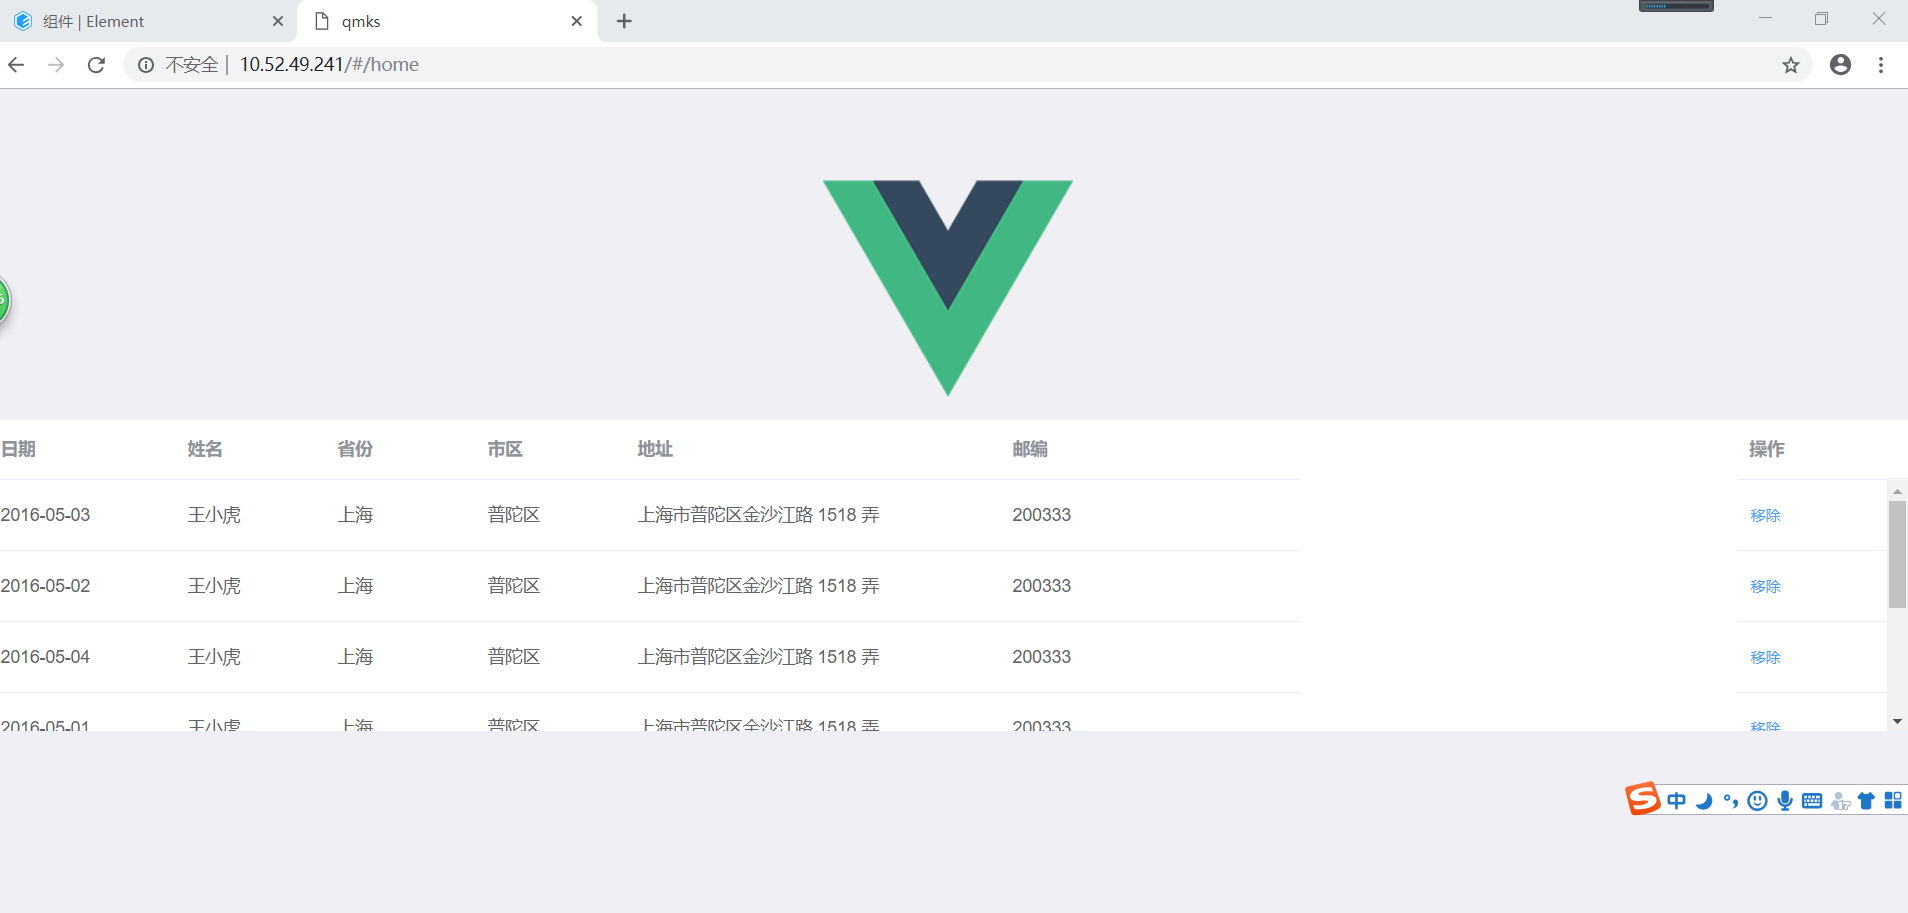 组件 | Element
qmks
不安全 | 10.52.49.241/#/home
日期 姓名 省份 市区 地址 邮编 操作
2016-05-03 王小虎 上海 普陀区 上海市普陀区金沙江路 1518 弄 200333 移除
2016-05-02 王小虎 上海 普陀区 上海市普陀区金沙江路 1518 弄 200333 移除
2016-05-04 王小虎 上海 普陀区 上海市普陀区金沙江路 1518 弄 200333 移除
2016-05-01 王小虎 上海 普陀区 上海市普陀区金沙江路 1518 弄 200333 移除
S 中